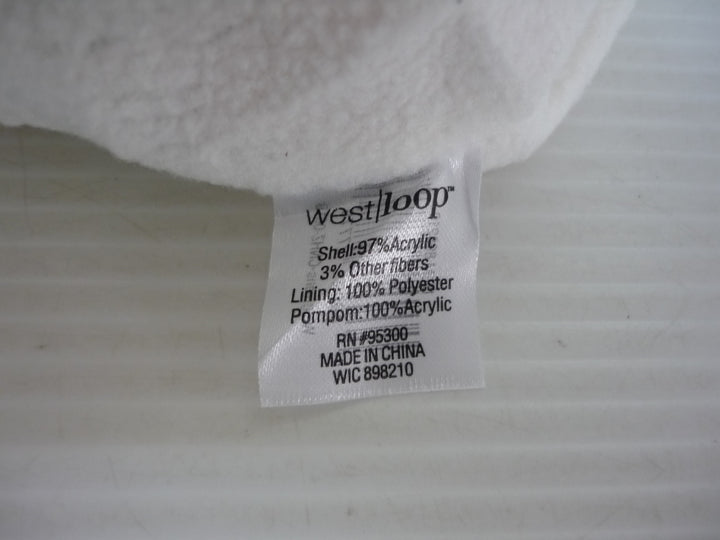 west|loop™
Shell:97%Acrylic
3% Other fibers
Lining: 100% Polyester
Pompom:100%Acrylic
RN #95300
MADE IN CHINA
WIC 898210